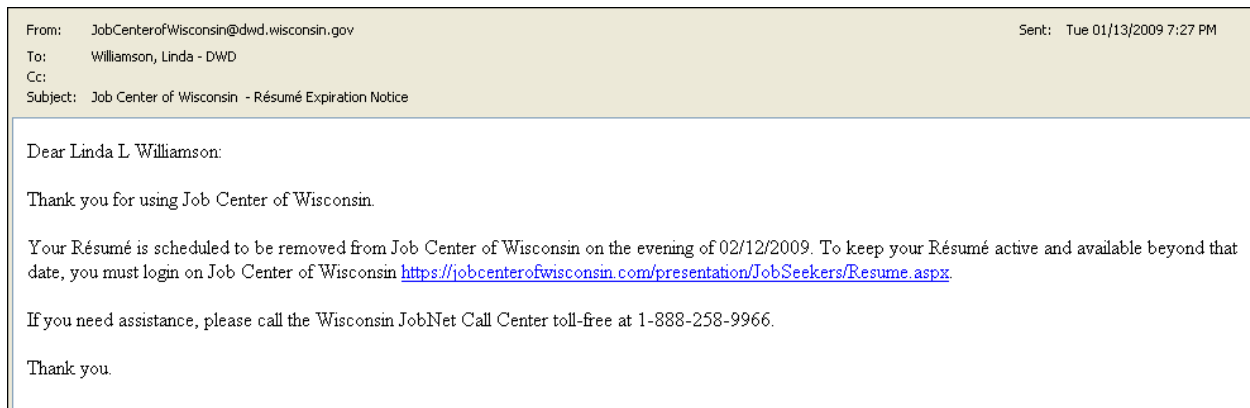 From: JobCenterofWisconsin@dwd.wisconsin.gov Sent: Tue 01/13/2009 7:27 PM
To: Williamson, Linda - DWD
Cc:
Subject: Job Center of Wisconsin - Résumé Expiration Notice
Dear Linda L Williamson:
Thank you for using Job Center of Wisconsin.
Your Résumé is scheduled to be removed from Job Center of Wisconsin on the evening of 02/12/2009. To keep your Résumé active and available beyond that
date, you must login on Job Center of Wisconsin https://jobcenterofwisconsin.com/presentation/JobSeekers/Resume.aspx.
If you need assistance, please call the Wisconsin JobNet Call Center toll-free at 1-888-258-9966.
Thank you.